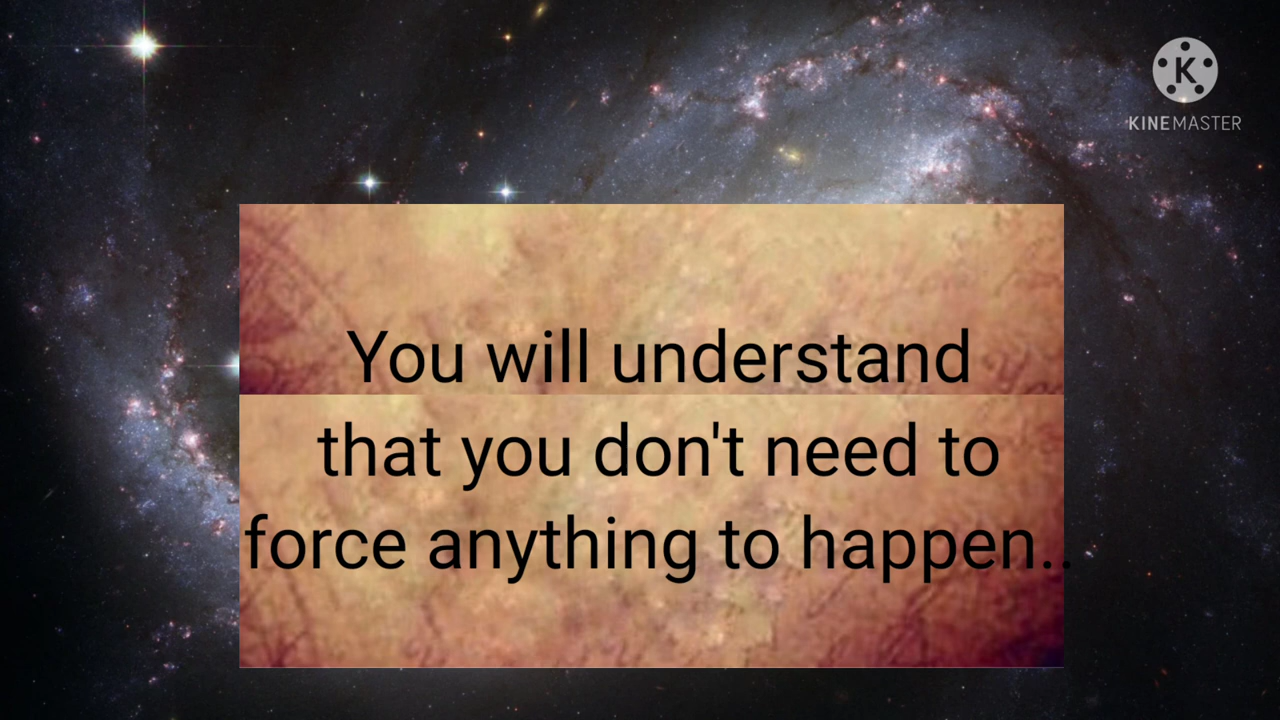 KINEMASTER
You will understand
that you don't need to
force anything to happen..